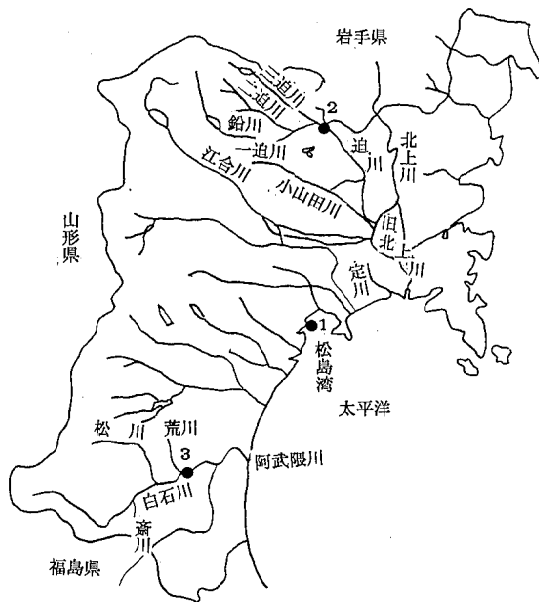 岩手県
三迫川
二迫川
2
鉛川
一迫川
迫川
北上川
江合川
小山田川
旧北上川
山形県
定川
1
松島湾
太平洋
松川
荒川
3
阿武隈川
白石川
斎川
福島県